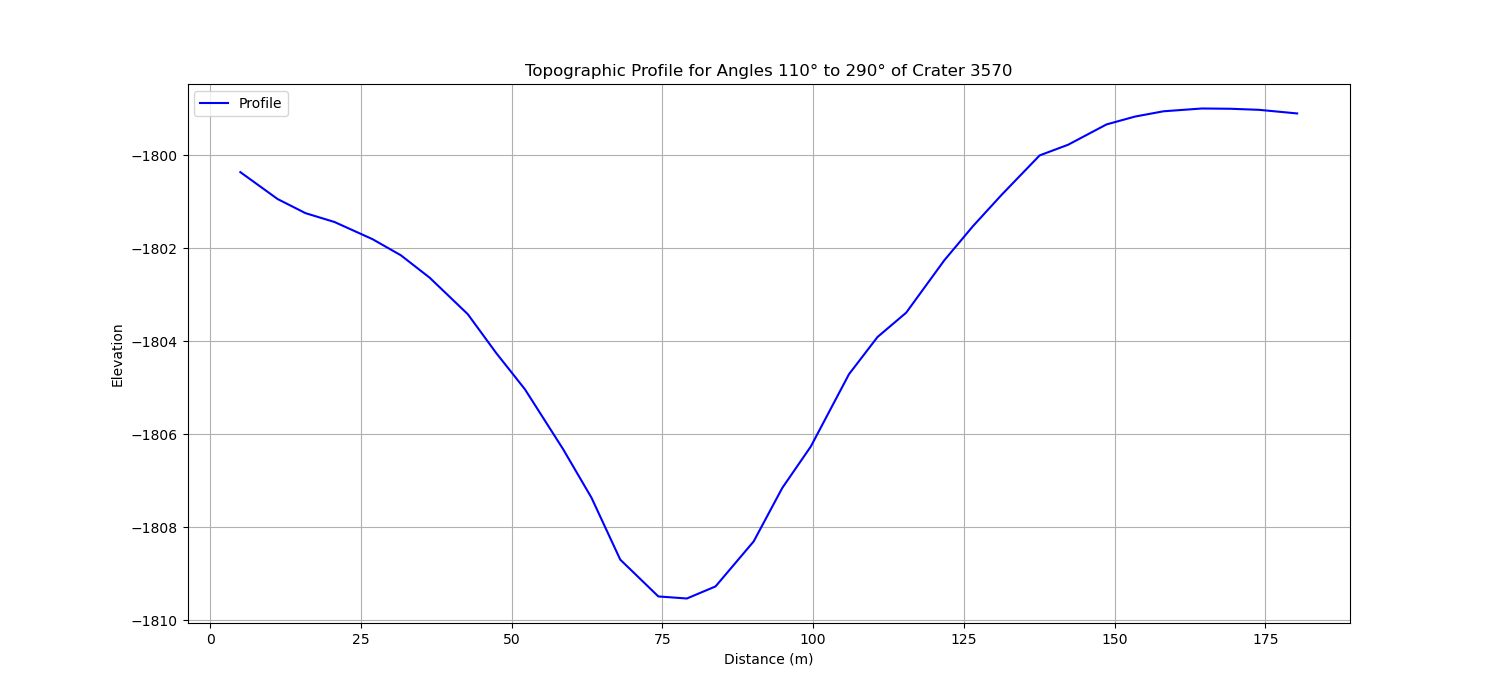 Topographic Profile for Angles 110° to 290° of Crater 3570
Profile
Elevation
−1800
−1802
−1804
−1806
−1808
−1810
0 25 50 75 100 125 150 175
Distance (m)